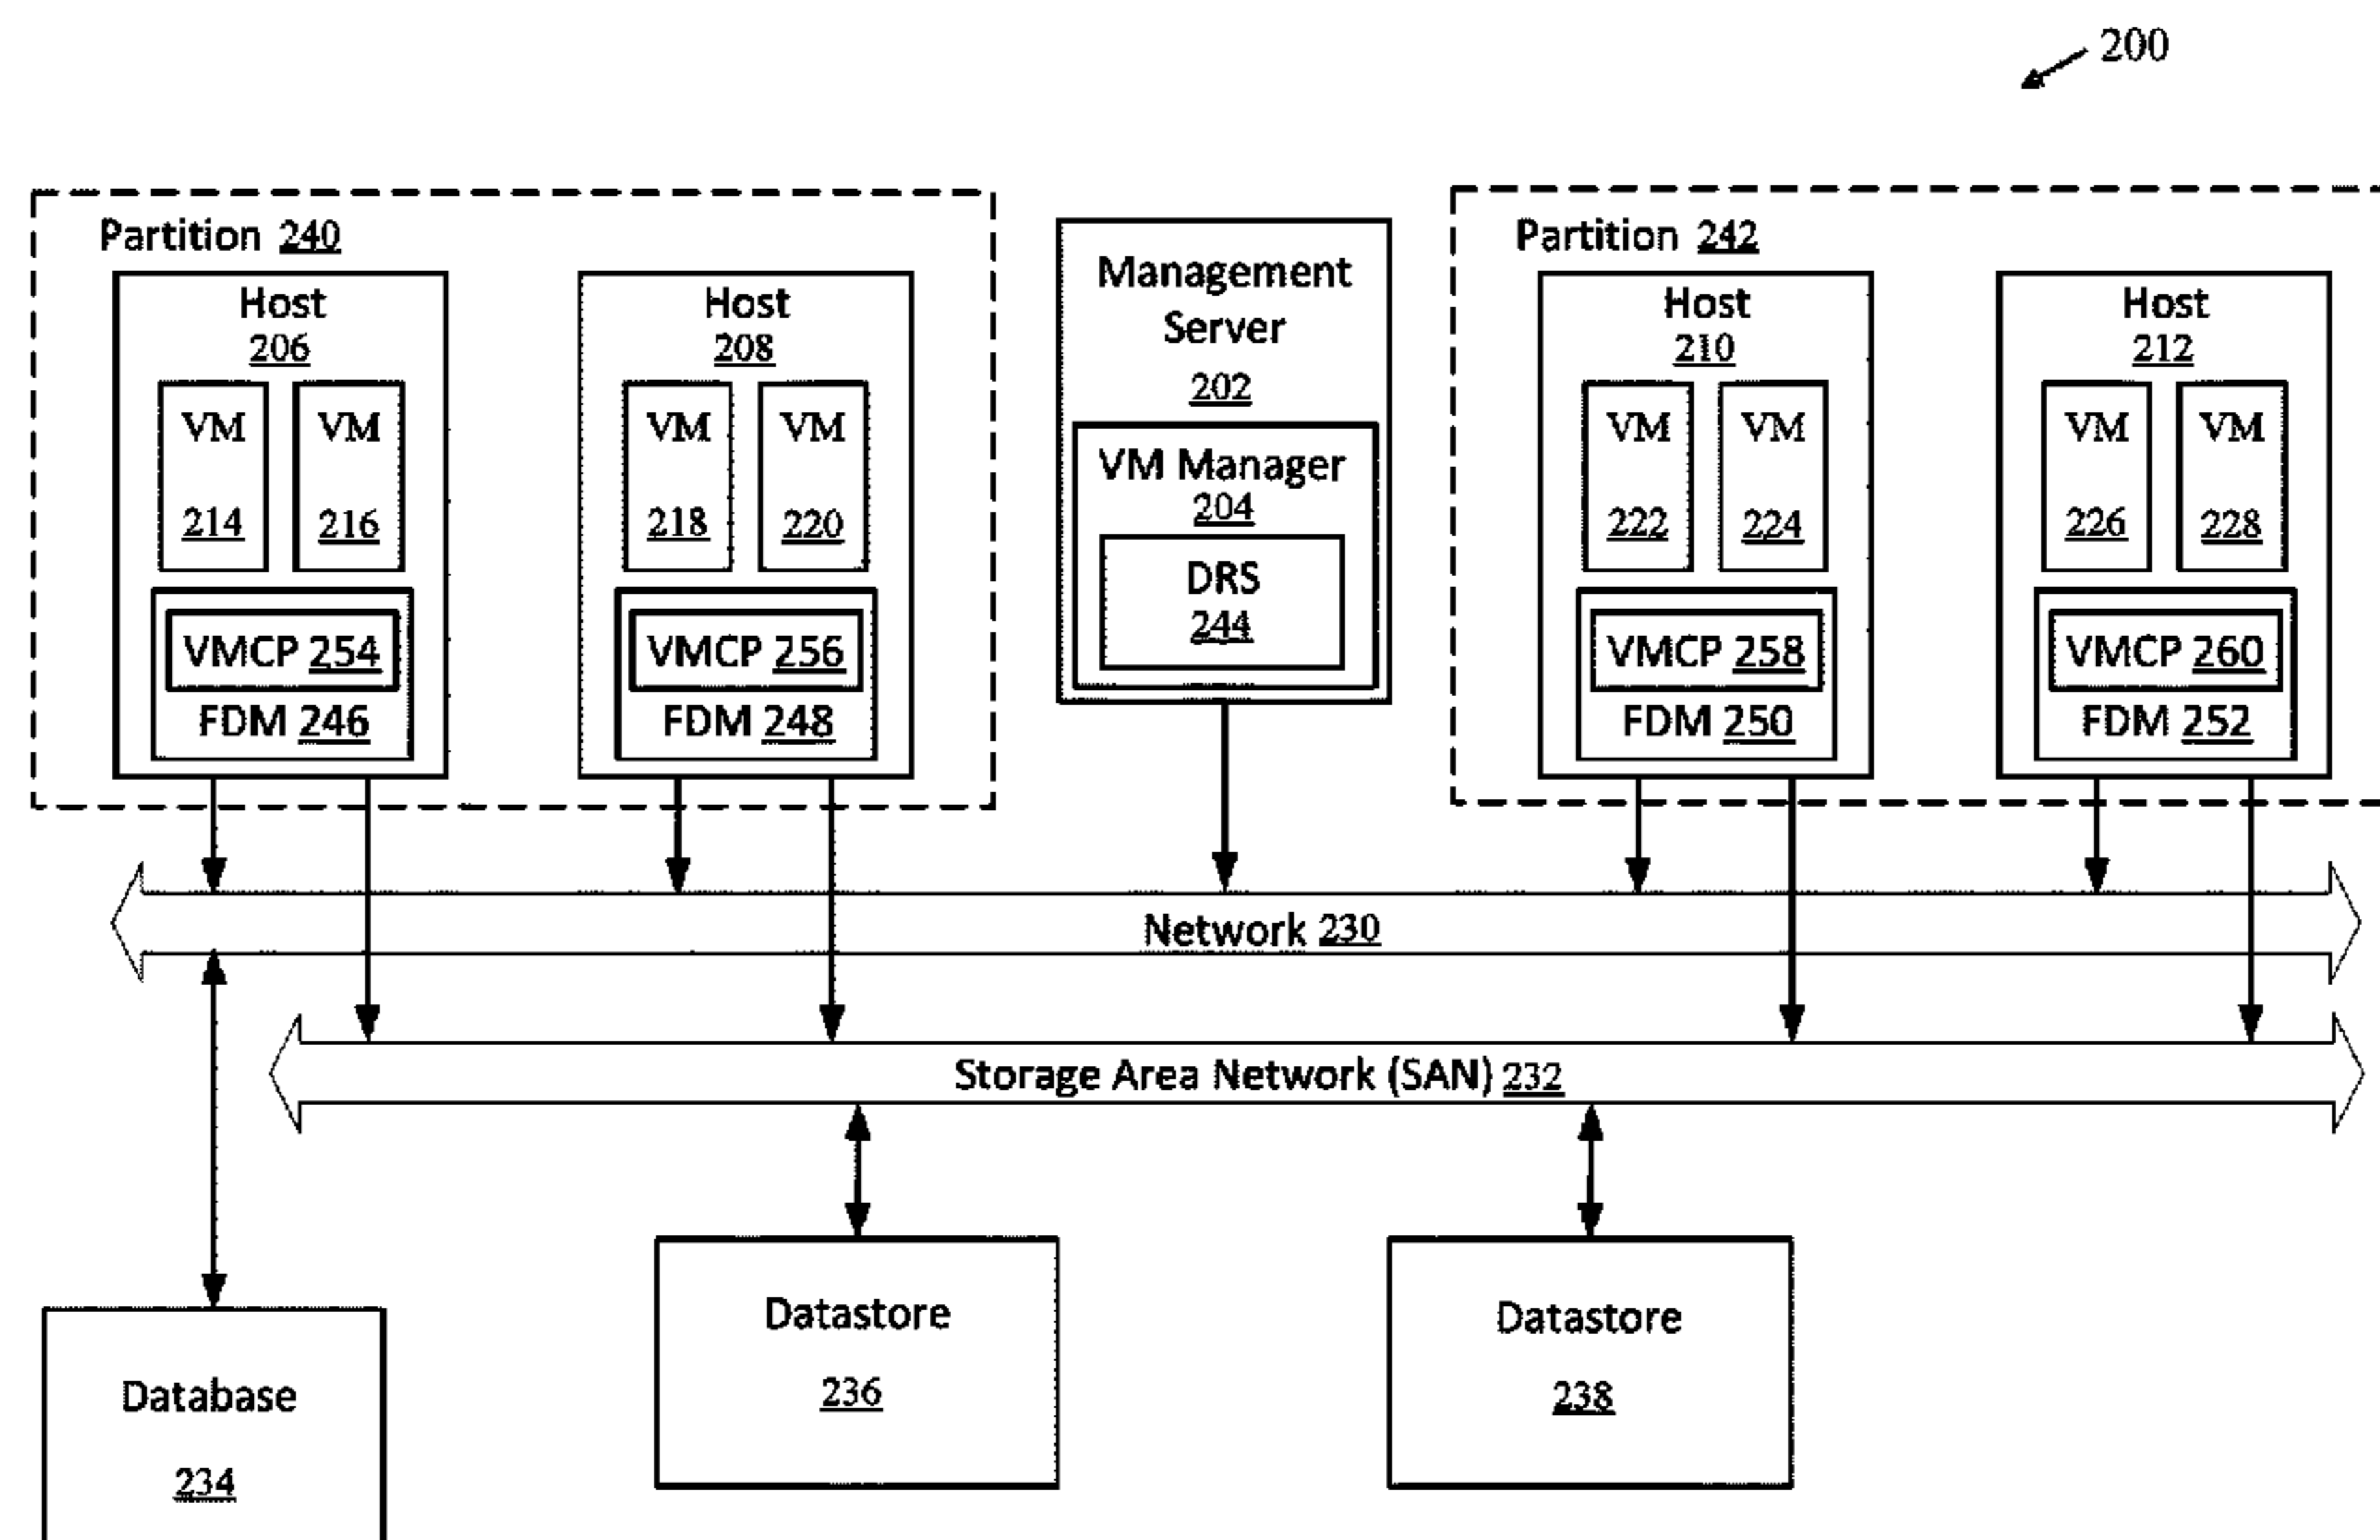 200
Partition 240
Host
206
VM
214
VM
216
VMCP 254
FDM 246
Host
208
VM
218
VM
220
VMCP 256
FDM 248
Management
Server
202
VM Manager
204
DRS
244
Partition 242
Host
210
VM
222
VM
224
VMCP 258
FDM 250
Host
212
VM
226
VM
228
VMCP 260
FDM 252
Network 230
Storage Area Network (SAN) 232
Datastore
236
Datastore
238
Database
234